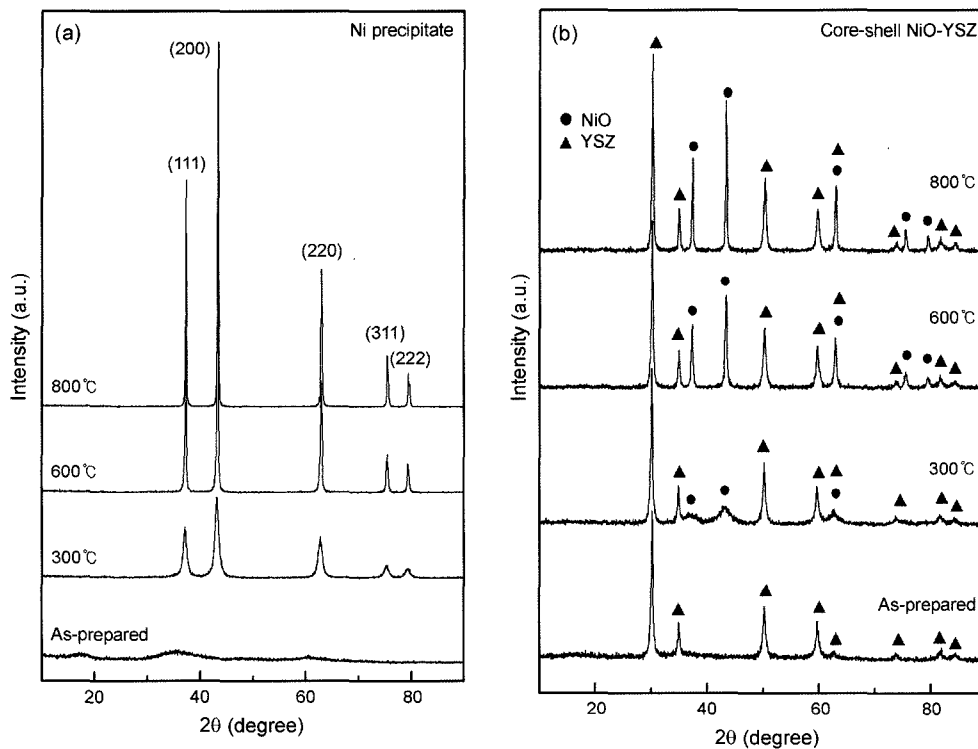 (a)
Ni precipitate
(200)
(111)
(220)
(311)
(222)
800℃
600℃
300℃
As-prepared
Intensity (a.u.)
20 40 60 80
2θ (degree)
(b)
Core-shell NiO-YSZ
● NiO
▲ YSZ
800℃
600℃
300℃
As-prepared
Intensity (a.u.)
20 40 60 80
2θ (degree)